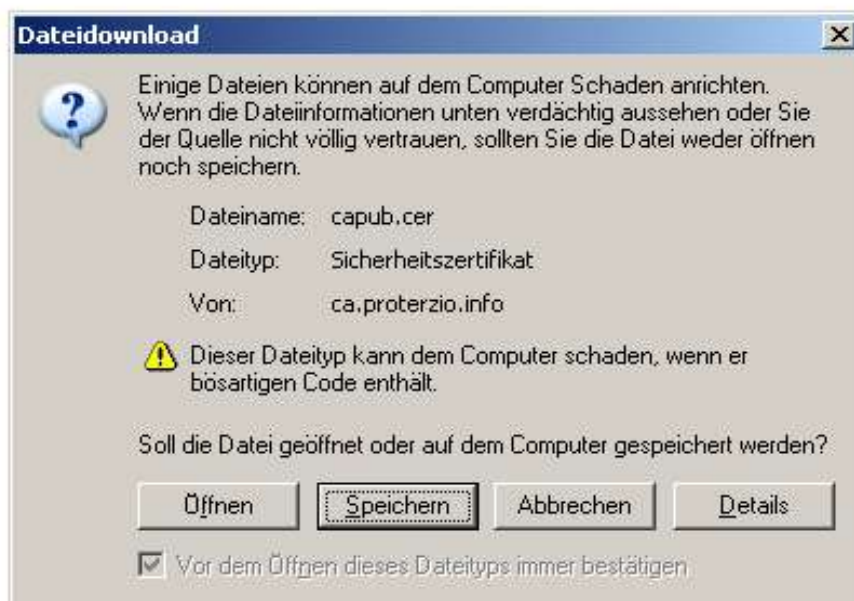 Dateidownload
Einige Dateien können auf dem Computer Schaden anrichten.
Wenn die Dateiinformationen unten verdächtig aussehen oder Sie
der Quelle nicht völlig vertrauen, sollten Sie die Datei weder öffnen
noch speichern.
Dateiname: capub.cer
Dateityp: Sicherheitszertifikat
Von: ca.proterzio.info
Dieser Dateityp kann dem Computer schaden, wenn er
bösartigen Code enthält.
Soll die Datei geöffnet oder auf dem Computer gespeichert werden?
Öffnen Speichern Abbrechen Details
Vor dem Öffnen dieses Dateityps immer bestätigen